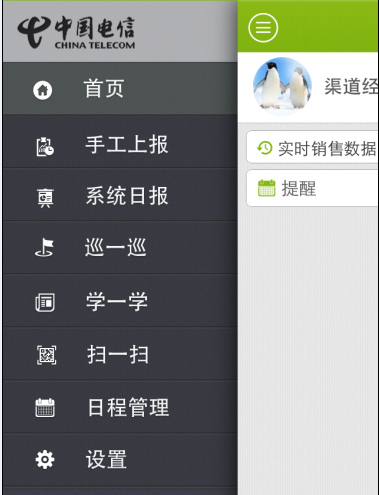 中国电信
CHINA TELECOM
首页
手工上报
系统日报
巡一巡
学一学
扫一扫
日程管理
设置
渠道经
实时销售数据
提醒